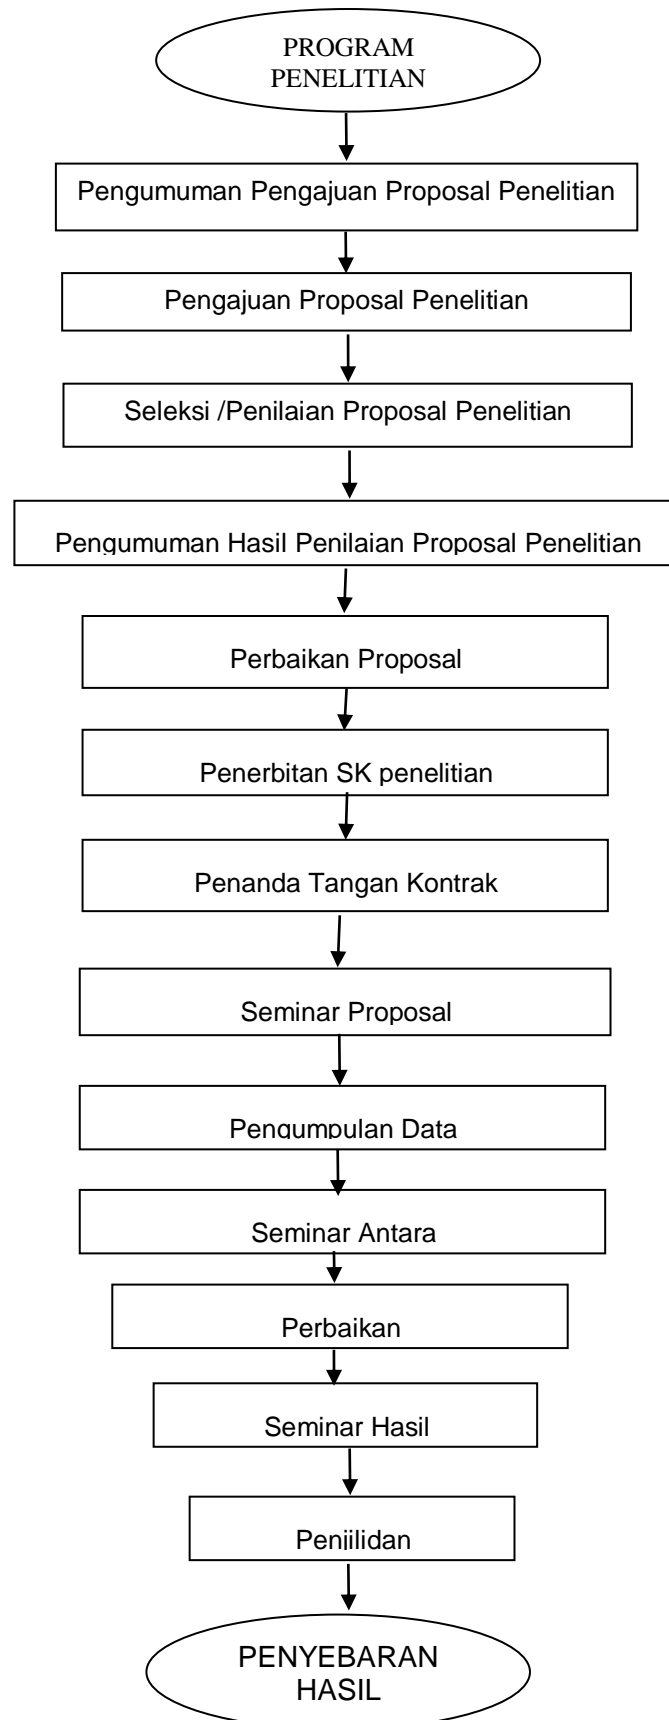 PROGRAM
PENELITIAN
Pengumuman Pengajuan Proposal Penelitian
Pengajuan Proposal Penelitian
Seleksi /Penilaian Proposal Penelitian
Pengumuman Hasil Penilaian Proposal Penelitian
Perbaikan Proposal
Penerbitan SK penelitian
Penanda Tangan Kontrak
Seminar Proposal
Pengumpulan Data
Seminar Antara
Perbaikan
Seminar Hasil
Penjilidan
PENYEBARAN
HASIL